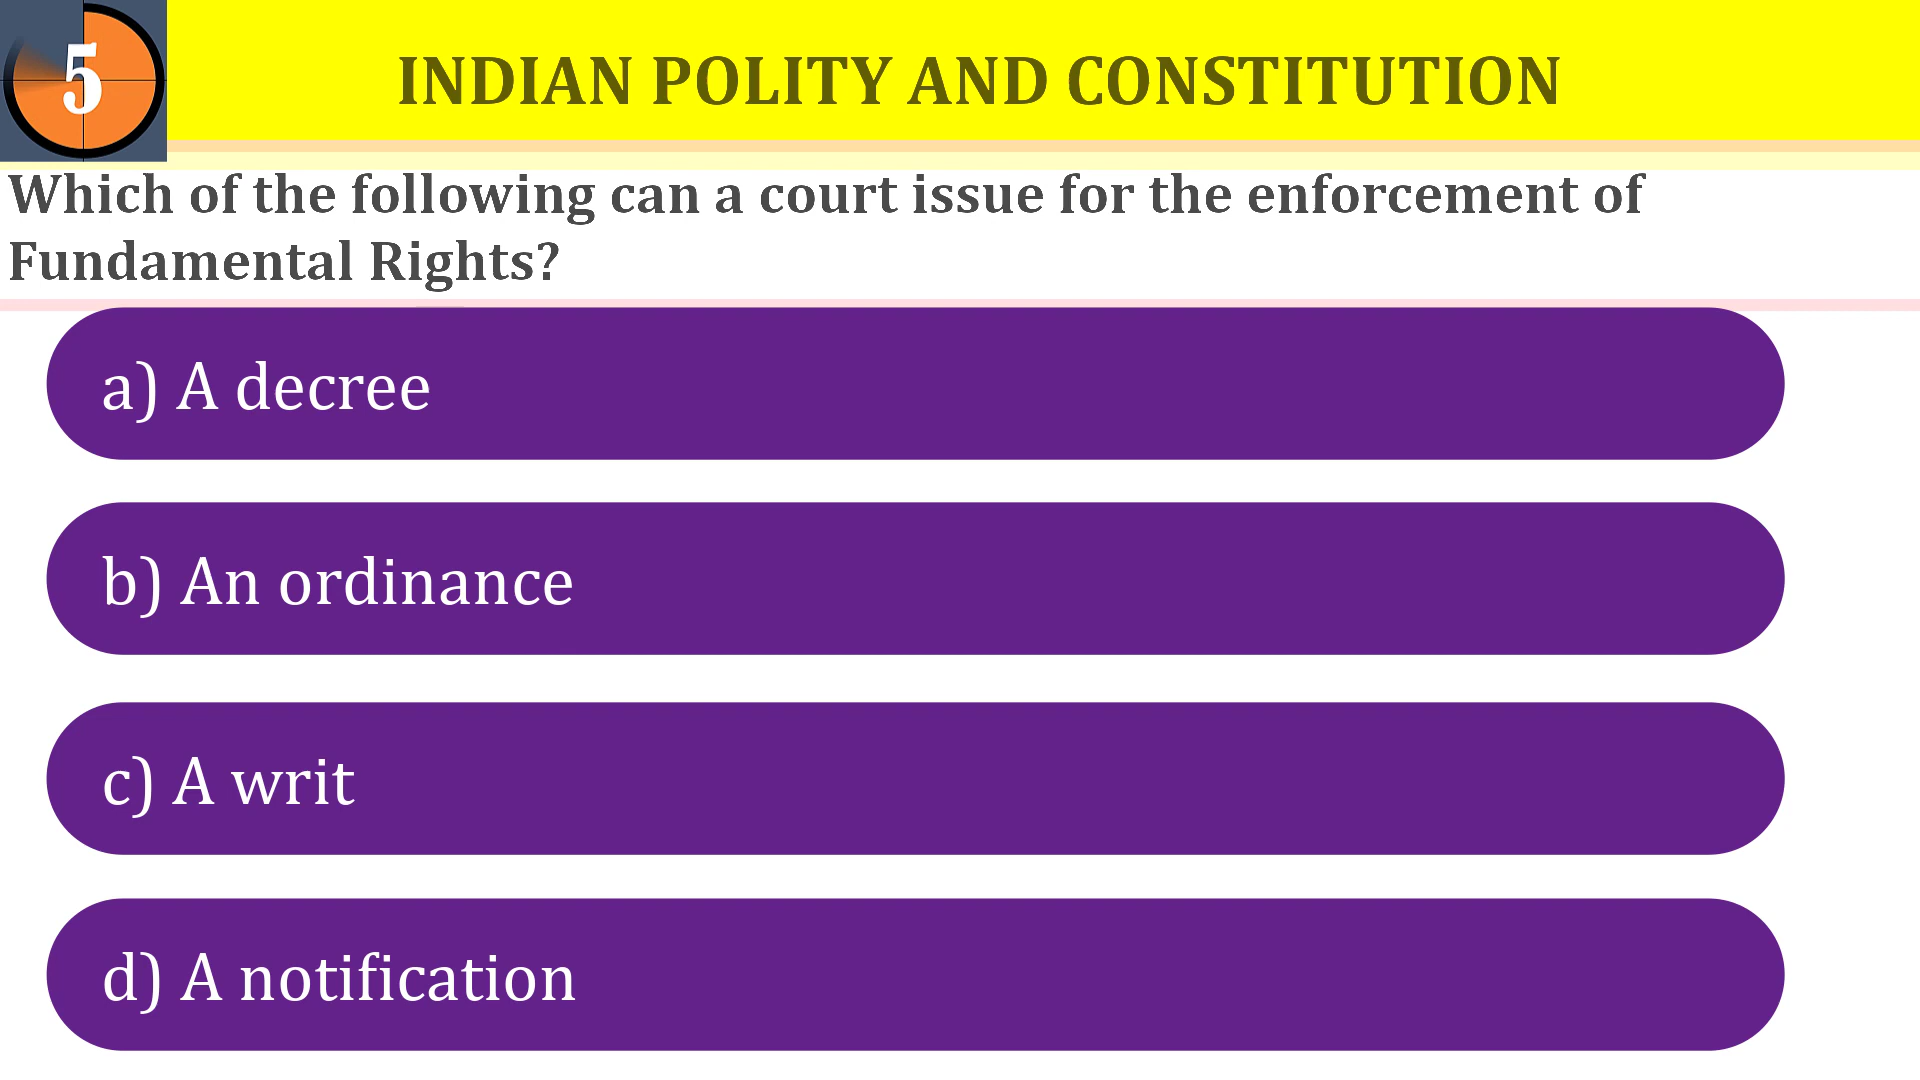 5
INDIAN POLITY AND CONSTITUTION
Which of the following can a court issue for the enforcement of
Fundamental Rights?
a) A decree
b) An ordinance
c) A writ
d) A notification